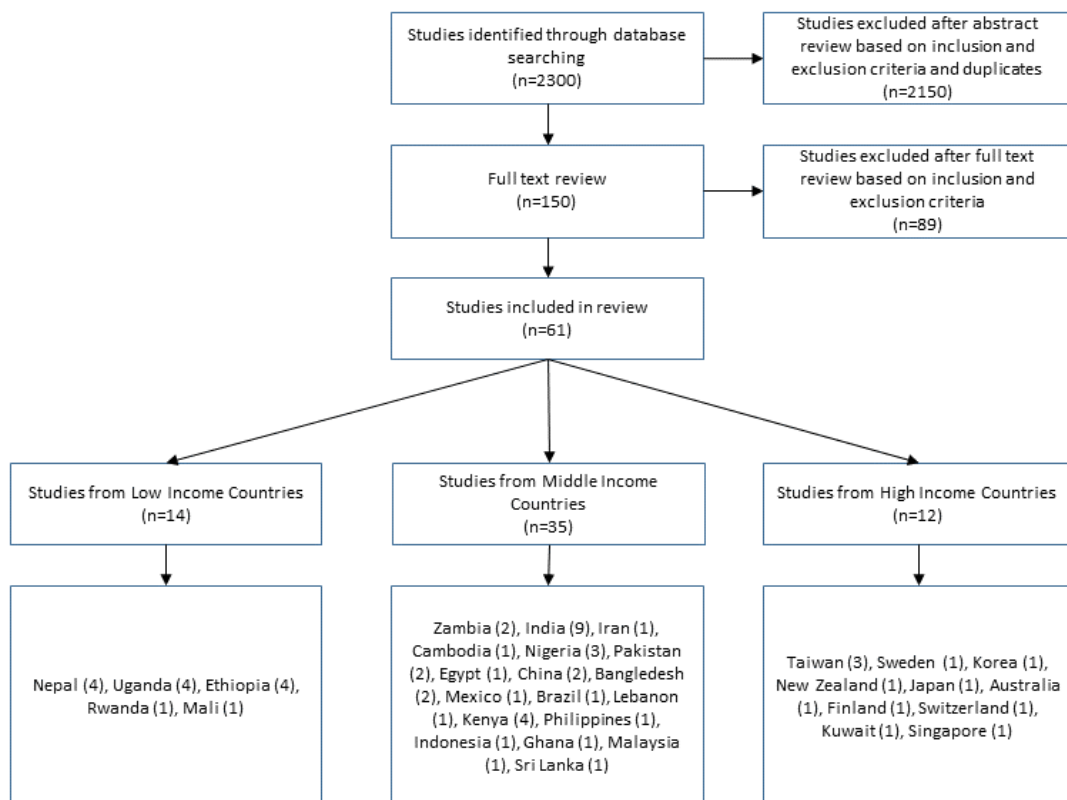 Studies identified through database
searching
(n=2300)
Studies excluded after abstract
review based on inclusion and
exclusion criteria and duplicates
(n=2150)
Full text review
(n=150)
Studies excluded after full text
review based on inclusion and
exclusion criteria
(n=89)
Studies included in review
(n=61)
Studies from Low Income Countries
(n=14)
Studies from Middle Income
Countries
(n=35)
Studies from High Income Countries
(n=12)
Nepal (4), Uganda (4), Ethiopia (4),
Rwanda (1), Mali (1)
Zambia (2), India (9), Iran (1),
Cambodia (1), Nigeria (3), Pakistan
(2), Egypt (1), China (2), Bangledesh
(2), Mexico (1), Brazil (1), Lebanon
(1), Kenya (4), Philippines (1),
Indonesia (1), Ghana (1), Malaysia
(1), Sri Lanka (1)
Taiwan (3), Sweden (1), Korea (1),
New Zealand (1), Japan (1), Australia
(1), Finland (1), Switzerland (1),
Kuwait (1), Singapore (1)